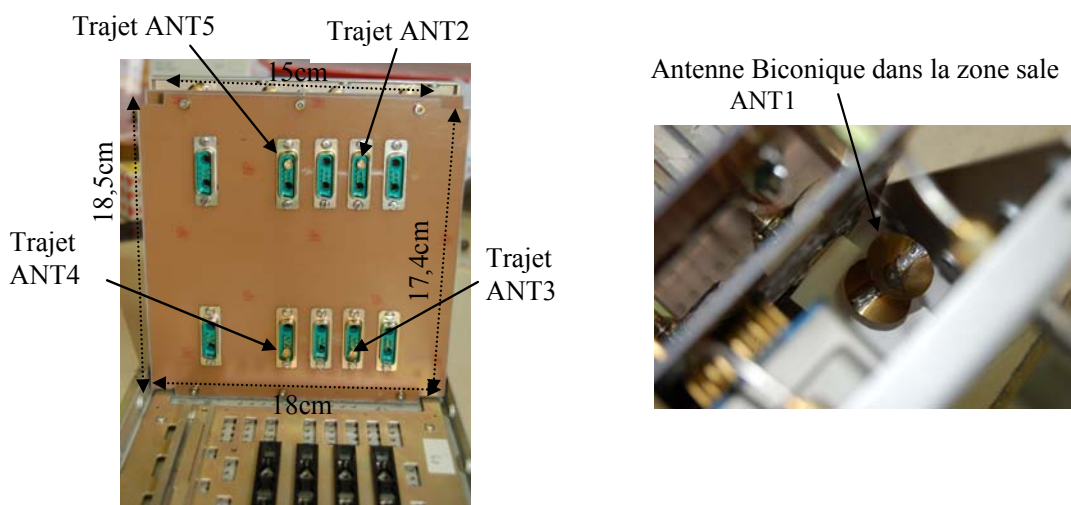 Trajet ANT5
Trajet ANT2
15cm
18,5cm
17,4cm
Trajet
ANT4
Trajet
ANT3
18cm
Antenne Biconique dans la zone sale
ANT1